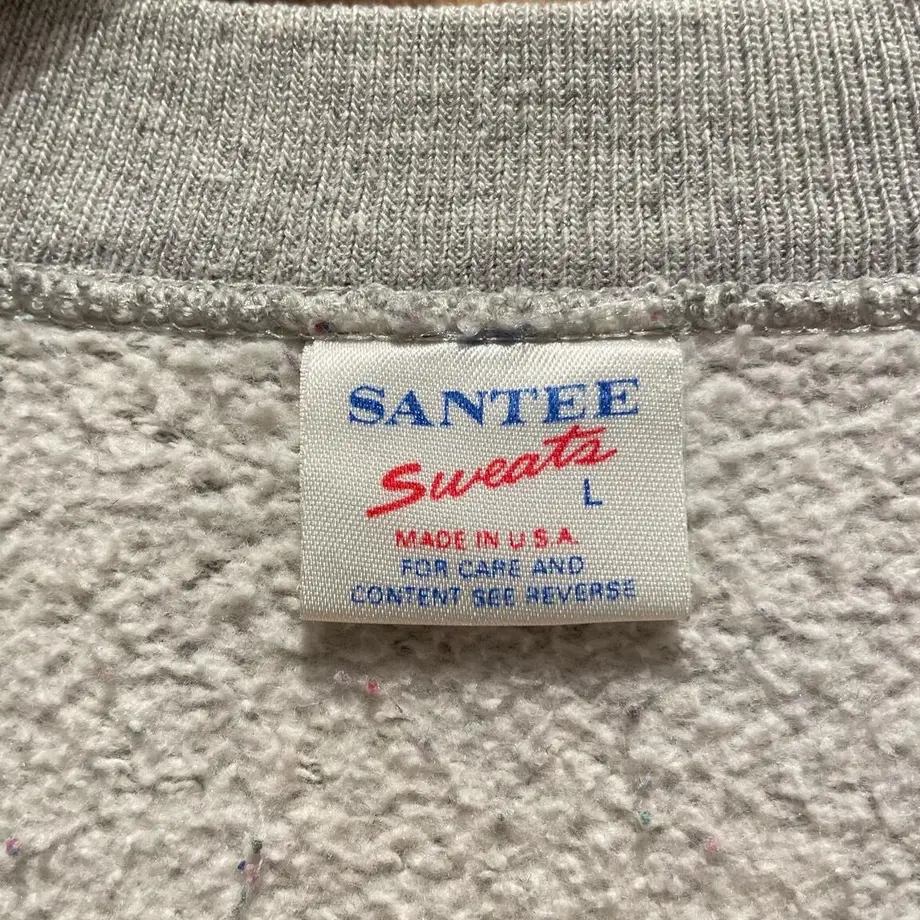 SANTEE
Sweats
L
MADE IN U.S.A.
FOR CARE AND
CONTENT SEE REVERSE